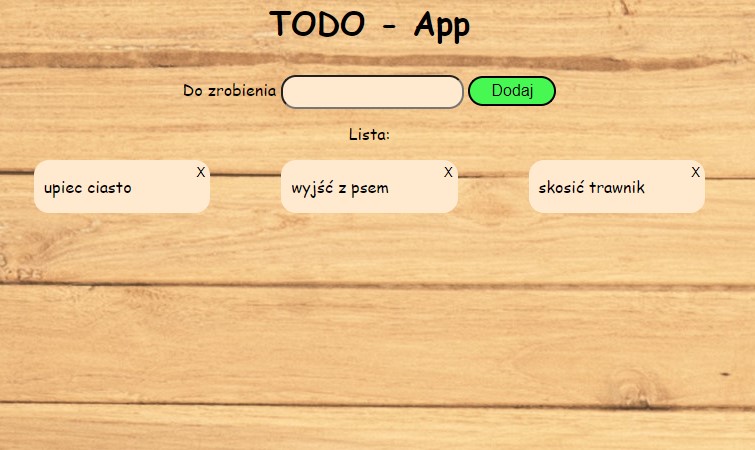 TODO - App
Do zrobienia Dodaj
Lista:
X X X
upiec ciasto wyjść z psem skosić trawnik